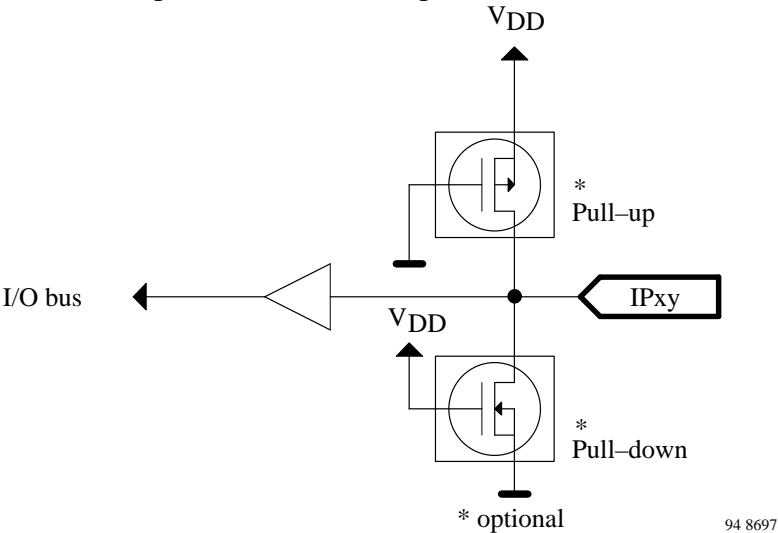 VDD
*
Pull–up
I/O bus
IPxy
VDD
*
Pull–down
* optional
94 8697